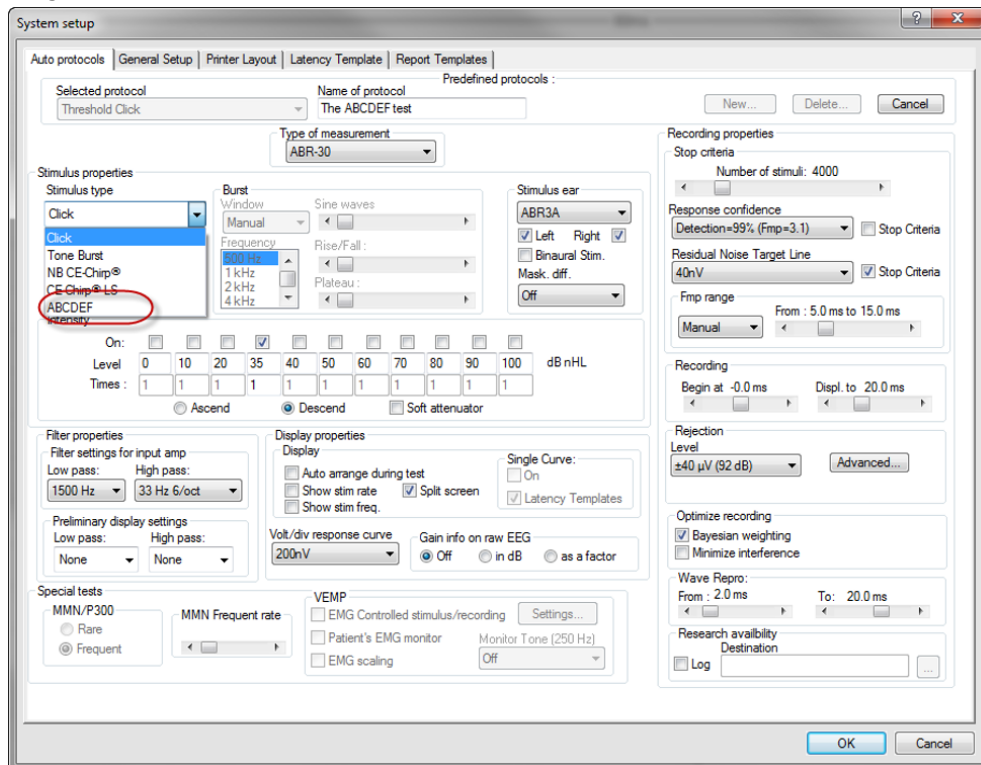 System setup
Auto protocols General Setup Printer Layout Latency Template Report Templates
Predefined protocols :
Selected protocol Name of protocol
Threshold Click The ABCDEF test New... Delete... Cancel
Type of measurement
ABR-30
Stimulus properties
Stimulus type
Click
Click
Tone Burst
NB CE-Chirp®
CE-Chirp® LS
ABCDEF
Burst
Window Sine waves
Manual
Frequency Rise/Fall :
500 Hz
1 kHz
2 kHz Plateau :
4 kHz
Stimulus ear
ABR3A
Left Right
Binaural Stim.
Mask. diff.
Off
Intensity
On:
Level 0 10 20 35 40 50 60 70 80 90 100 dB nHL
Times : 1 1 1 1 1 1 1 1 1 1 1
Ascend Descend Soft attenuator
Filter properties
Filter settings for input amp
Low pass: High pass:
1500 Hz 33 Hz 6/oct
Preliminary display settings
Low pass: High pass:
None None
Display properties
Display
Auto arrange during test
Show stim rate Split screen
Show stim freq.
Single Curve:
On
Latency Templates
Volt/div response curve
200nV
Gain info on raw EEG
Off in dB as a factor
Special tests
MMN/P300
Rare
Frequent
MMN Frequent rate
VEMP
EMG Controlled stimulus/recording Settings...
Patient's EMG monitor Monitor Tone (250 Hz)
EMG scaling Off
Recording properties
Stop criteria
Number of stimuli: 4000
Response confidence
Detection=99% (Fmp=3.1) Stop Criteria
Residual Noise Target Line
40nV Stop Criteria
Fmp range
From : 5.0 ms to 15.0 ms
Manual
Recording
Begin at -0.0 ms Displ. to 20.0 ms
Rejection
Level
±40 µV (92 dB) Advanced...
Optimize recording
Bayesian weighting
Minimize interference
Wave Repro:
From : 2.0 ms To: 20.0 ms
Research availbility
Destination
Log ...
OK Cancel